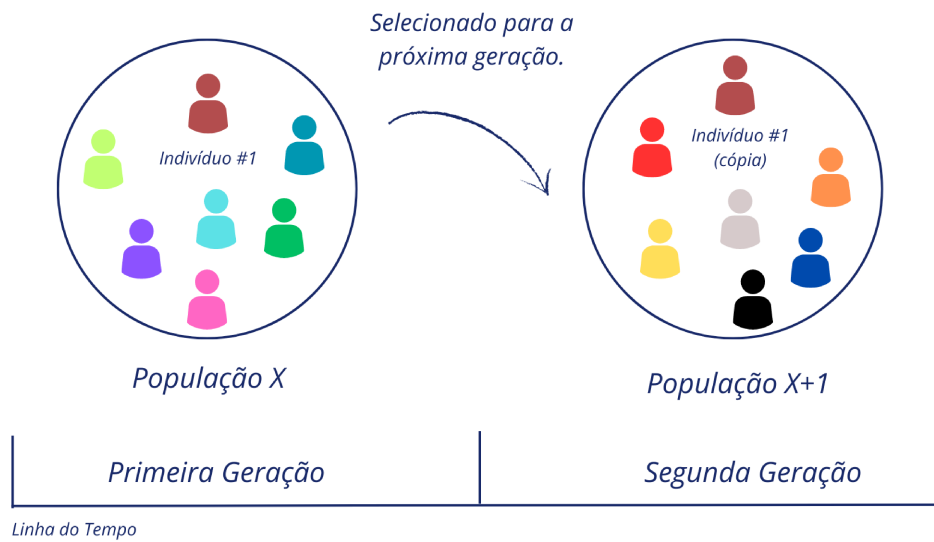 Selecionado para a
próxima geração.
Indivíduo #1
Indivíduo #1
(cópia)
População X
População X+1
Primeira Geração
Segunda Geração
Linha do Tempo